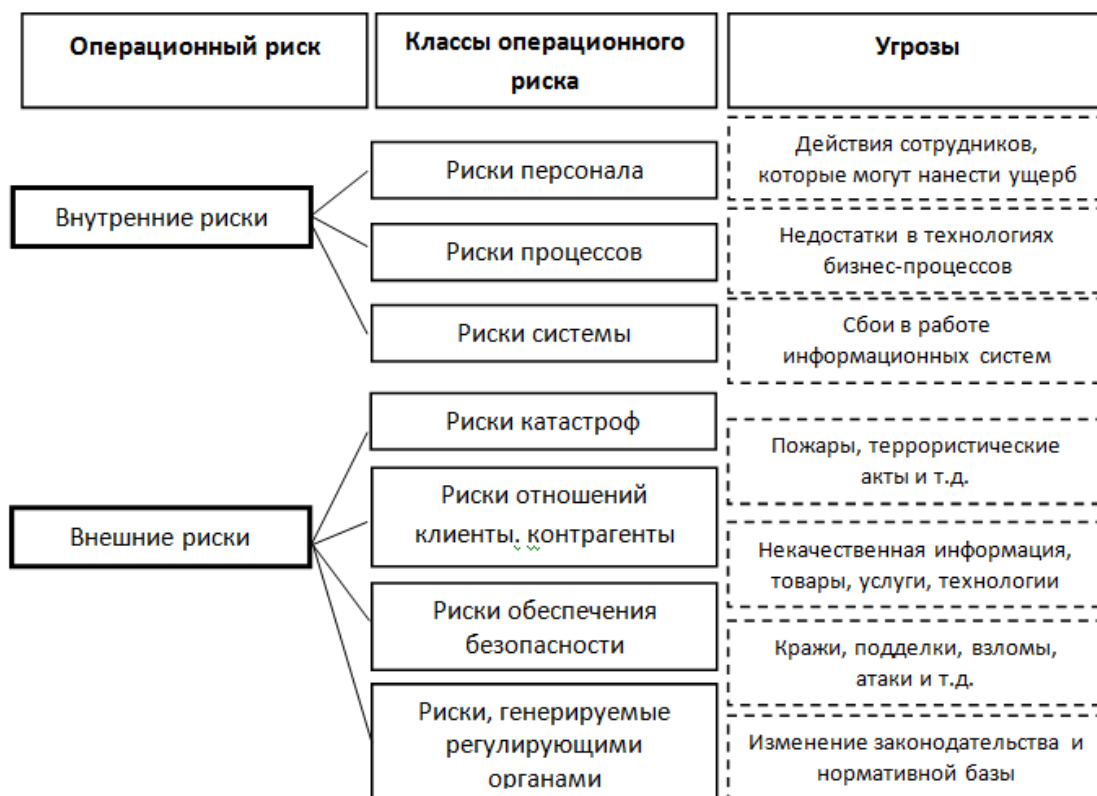 Операционный риск
Классы операционного
риска
Угрозы
Внутренние риски
Риски персонала
Действия сотрудников,
которые могут нанести ущерб
Риски процессов
Недостатки в технологиях
бизнес-процессов
Риски системы
Сбои в работе
информационных систем
Внешние риски
Риски катастроф
Пожары, террористические
акты и т.д.
Риски отношений
клиенты. контрагенты
Некачественная информация,
товары, услуги, технологии
Риски обеспечения
безопасности
Кражи, подделки, взломы,
атаки и т.д.
Риски, генерируемые
регулирующими
органами
Изменение законодательства и
нормативной базы